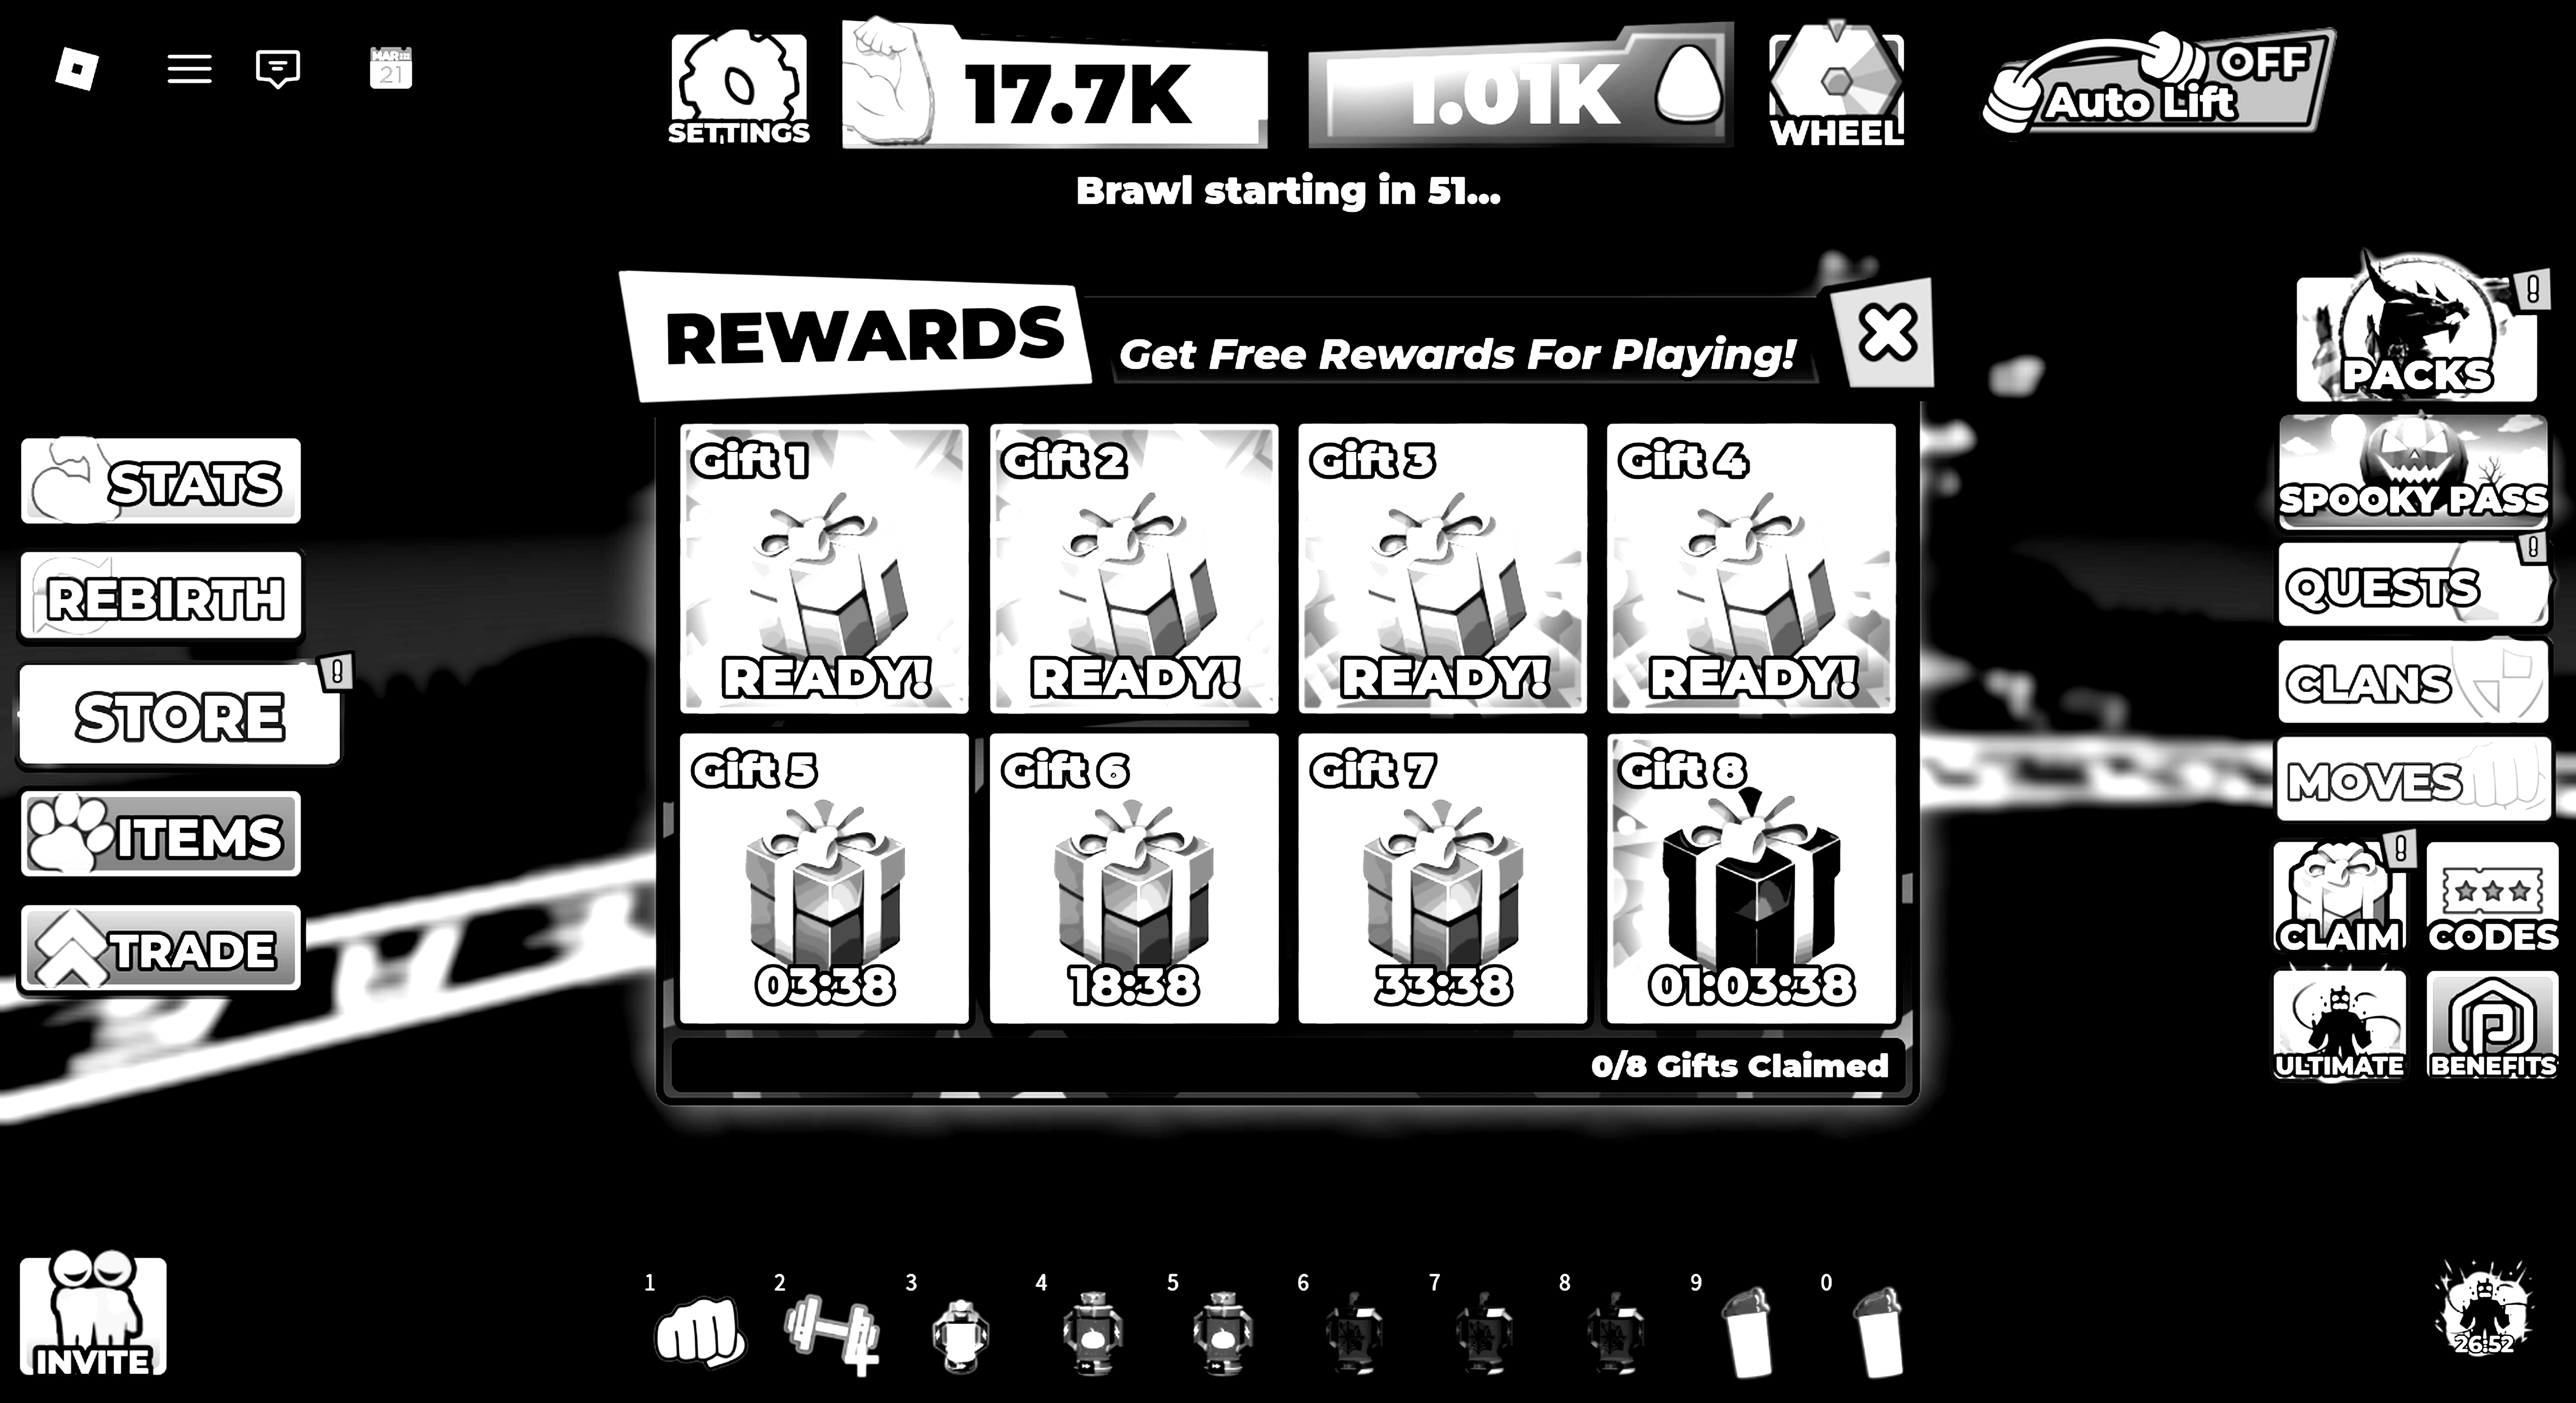 MAR
21
SETTINGS
17.7K
1.01K
WHEEL
OFF
Auto Lift
Brawl starting in 51...
REWARDS
Get Free Rewards For Playing!
PACKS
!
SPOOKY PASS
QUESTS
!
CLANS
MOVES
CLAIM
!
CODES
ULTIMATE
BENEFITS
STATS
REBIRTH
STORE
!
ITEMS
TRADE
Gift 1
READY!
Gift 2
READY!
Gift 3
READY!
Gift 4
READY!
Gift 5
03:38
Gift 6
18:38
Gift 7
33:38
Gift 8
01:03:38
0/8 Gifts Claimed
INVITE
1 2 3 4 5 6 7 8 9 0
26:52